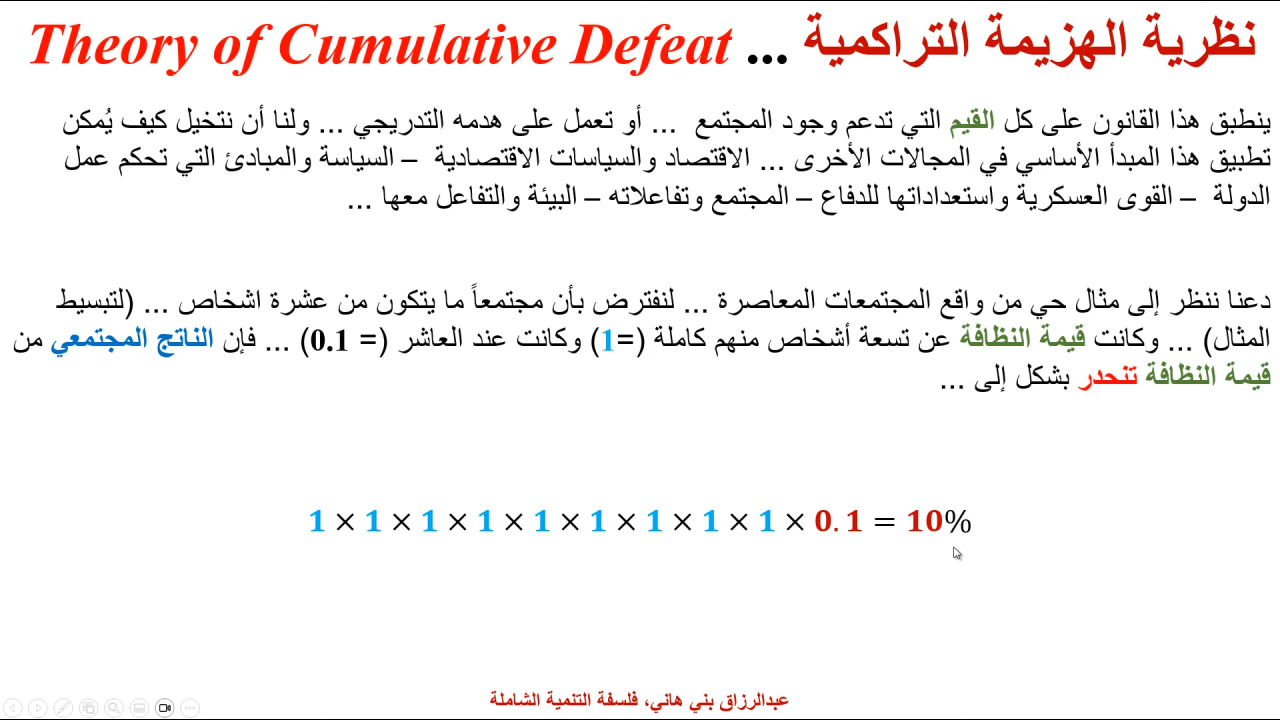 نظرية الهزيمة التراكمية ... Theory of Cumulative Defeat
ينطبق هذا القانون على كل القيم التي تدعم وجود المجتمع ... أو تعمل على هدمه التدريجي ... ولنا أن نتخيل كيف يُمكن
تطبيق هذا المبدأ الأساسي في المجالات الأخرى ... الاقتصاد والسياسات الاقتصادية – السياسة والمبادئ التي تحكم عمل
الدولة – القوى العسكرية واستعداداتها للدفاع – المجتمع وتفاعلاته – البيئة والتفاعل معها ...
دعنا ننظر إلى مثال حي من واقع المجتمعات المعاصرة ... لنفترض بأن مجتمعاً ما يتكون من عشرة اشخاص ... (لتبسيط
المثال) ... وكانت قيمة النظافة عن تسعة أشخاص منهم كاملة (=1) وكانت عند العاشر (= 0.1) ... فإن الناتج المجتمعي من
قيمة النظافة تنحدر بشكل إلى ...
1 × 1 × 1 × 1 × 1 × 1 × 1 × 1 × 1 × 0.1 = 10%
عبدالرزاق بني هاني، فلسفة التنمية الشاملة